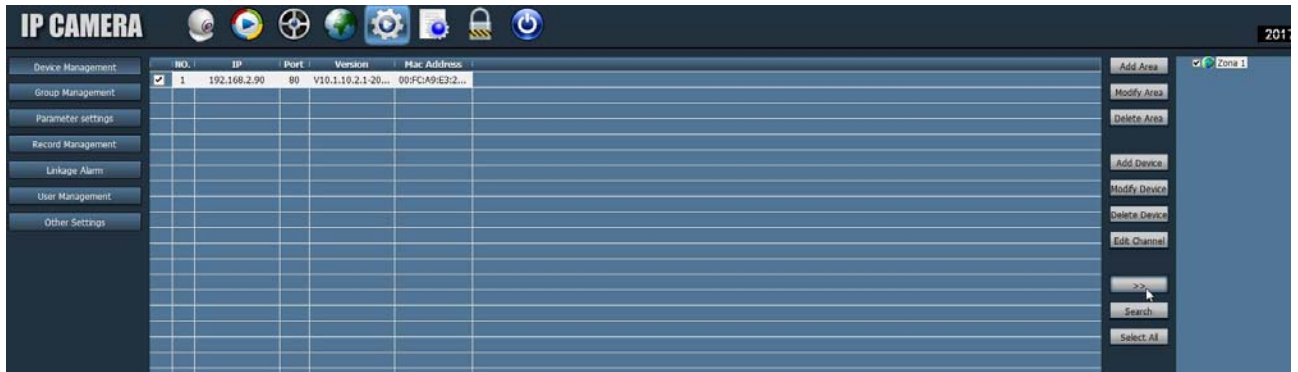 IP CAMERA
2017
Device Management
Group Management
Parameter settings
Record Management
Linkage Alarm
User Management
Other Settings
NO. IP Port Version Mac Address
1 192.168.2.90 80 V10.1.10.2.1-20... 00:FC:A9:E3:2...
Add Area
Modify Area
Delete Area
Add Device
Modify Device
Delete Device
Edit Channel
>>
Search
Select All
Zona 1